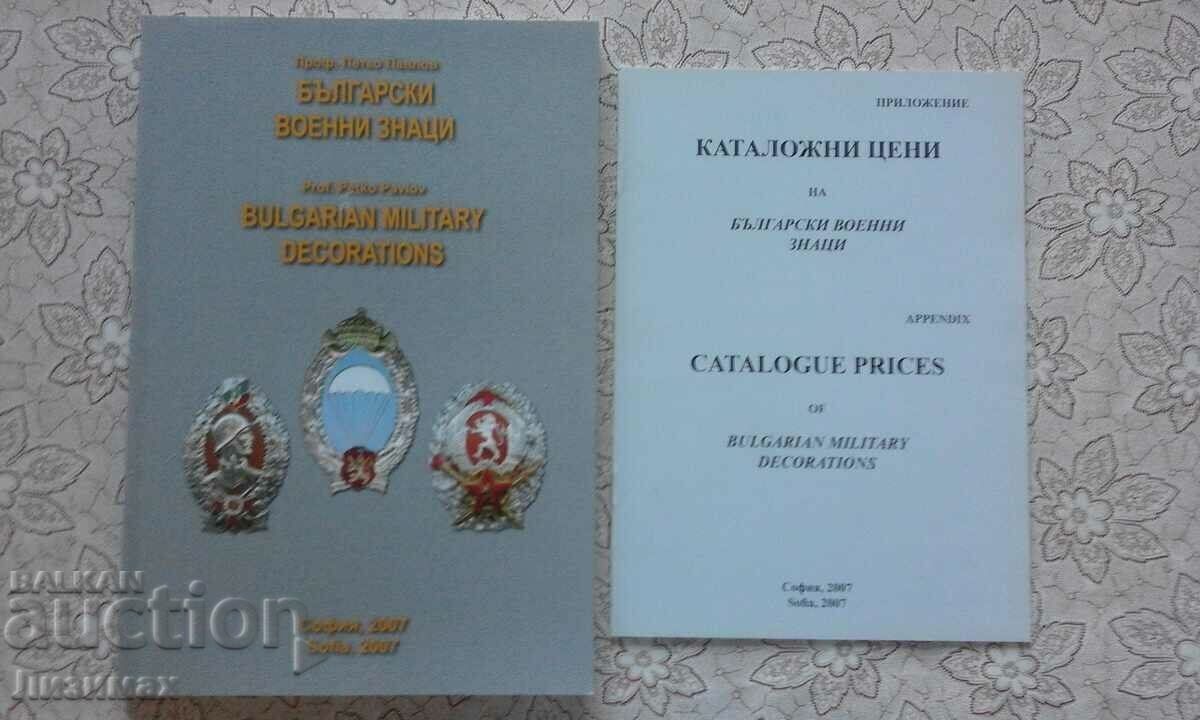 Проф. Петко Павлов
БЪЛГАРСКИ
ВОЕННИ ЗНАЦИ
Prof. Petko Pavlov
BULGARIAN MILITARY
DECORATIONS
София, 2007
Sofia, 2007
ПРИЛОЖЕНИЕ
КАТАЛОЖНИ ЦЕНИ
НА
БЪЛГАРСКИ ВОЕННИ
ЗНАЦИ
APPENDIX
CATALOGUE PRICES
OF
BULGARIAN MILITARY
DECORATIONS
София, 2007
Sofia, 2007
BALKAN
auction
Лизимах